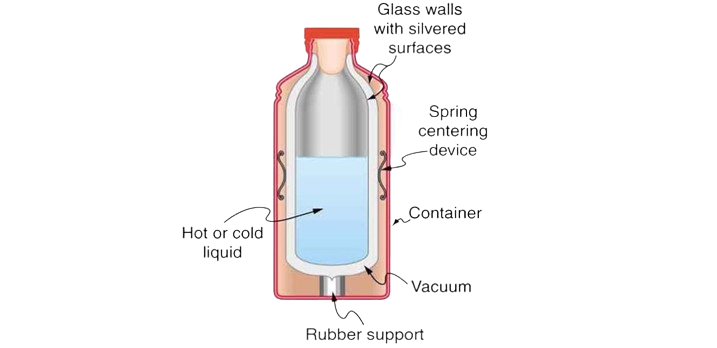 Glass walls
with silvered
surfaces
Spring
centering
device
Container
Hot or cold
liquid
Vacuum
Rubber support